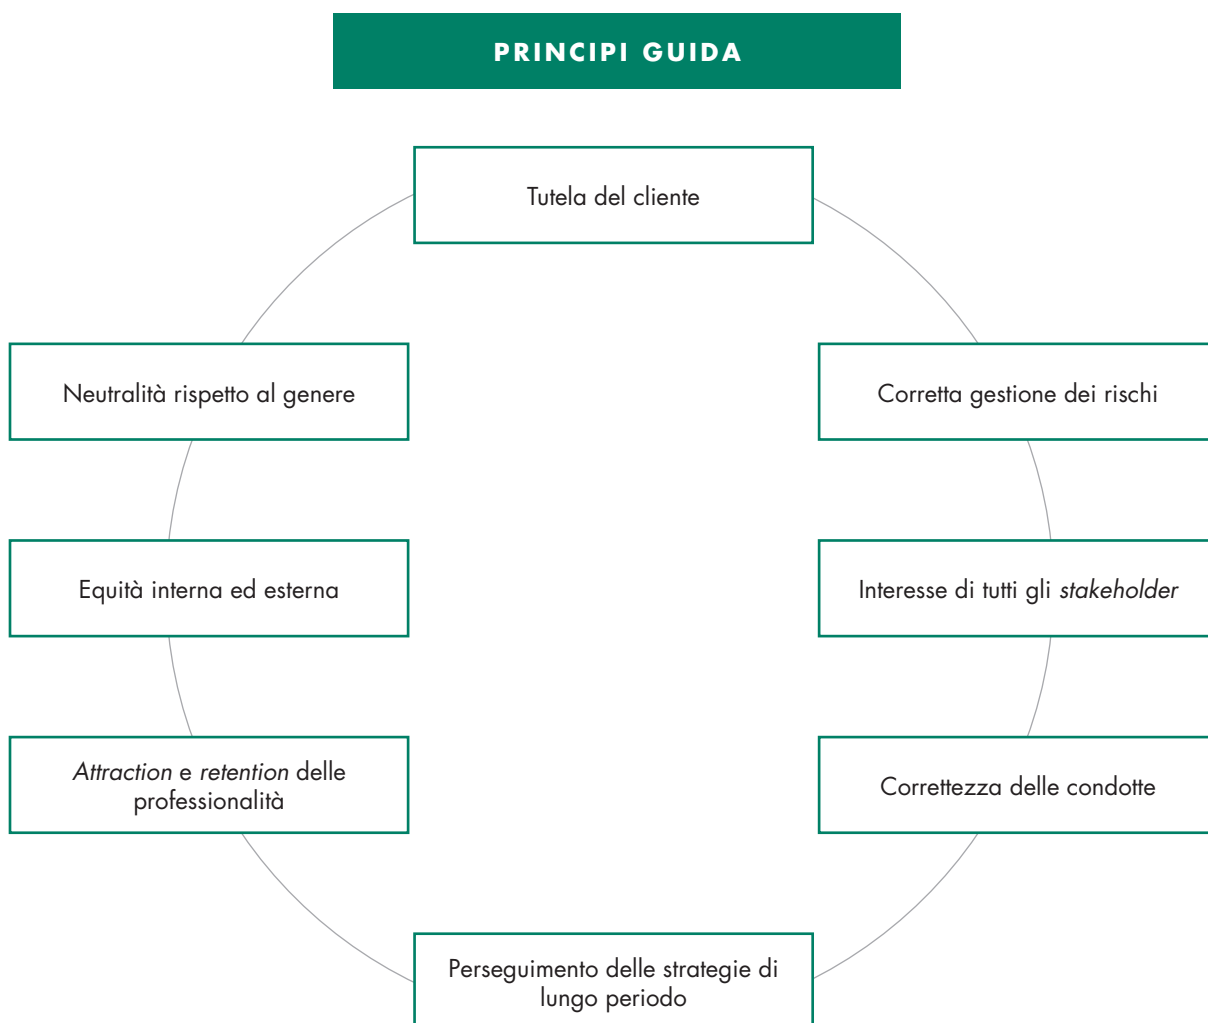 PRINCIPI GUIDA
Tutela del cliente
Neutralità rispetto al genere
Corretta gestione dei rischi
Equità interna ed esterna
Interesse di tutti gli stakeholder
Attraction e retention delle
professionalità
Correttezza delle condotte
Perseguimento delle strategie di
lungo periodo